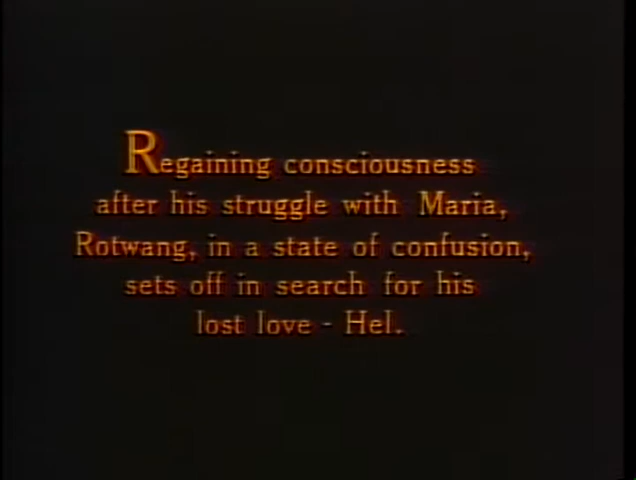 Regaining consciousness
after his struggle with Maria,
Rotwang, in a state of confusion,
sets off in search for his
lost love - Hel.